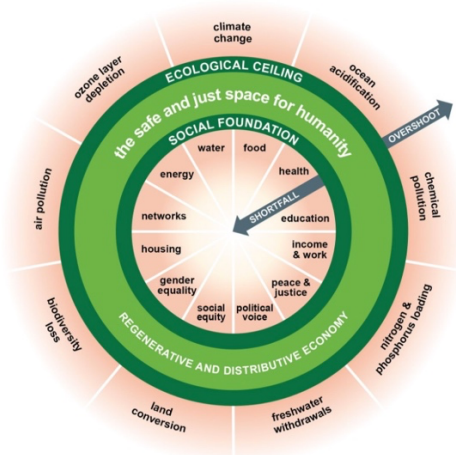 climate
change
ozone layer
depletion
ocean
acidification
ECOLOGICAL CEILING
the safe and just space for humanity
OVERSHOOT
SOCIAL FOUNDATION
water
food
energy
health
SHORTFALL
air pollution
chemical
pollution
networks
education
housing
income
& work
gender
equality
peace &
justice
social
equity
political
voice
biodiversity
loss
nitrogen &
phosphorus loading
REGENERATIVE AND DISTRIBUTIVE ECONOMY
land
conversion
freshwater
withdrawals